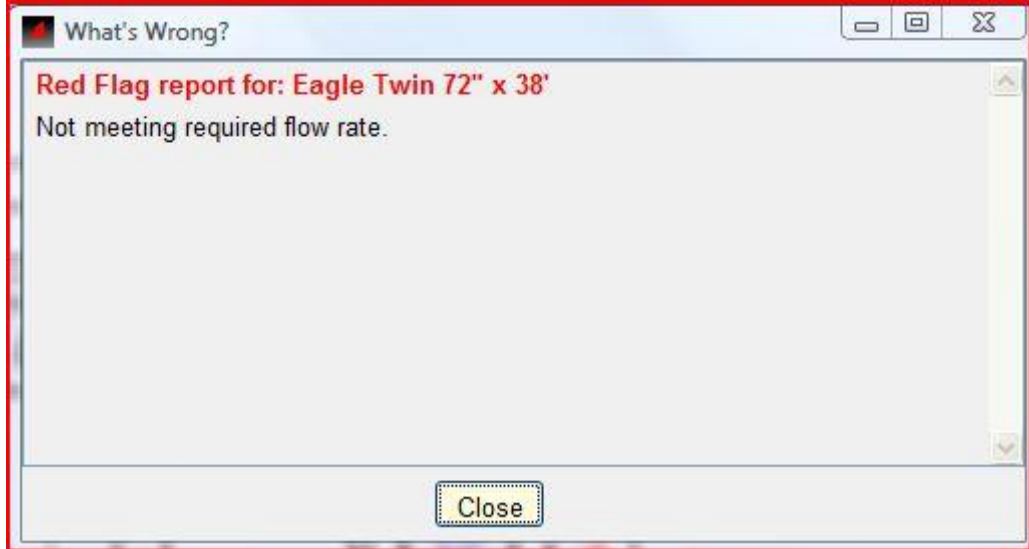 What's Wrong?
Red Flag report for: Eagle Twin 72" x 38'
Not meeting required flow rate.
Close